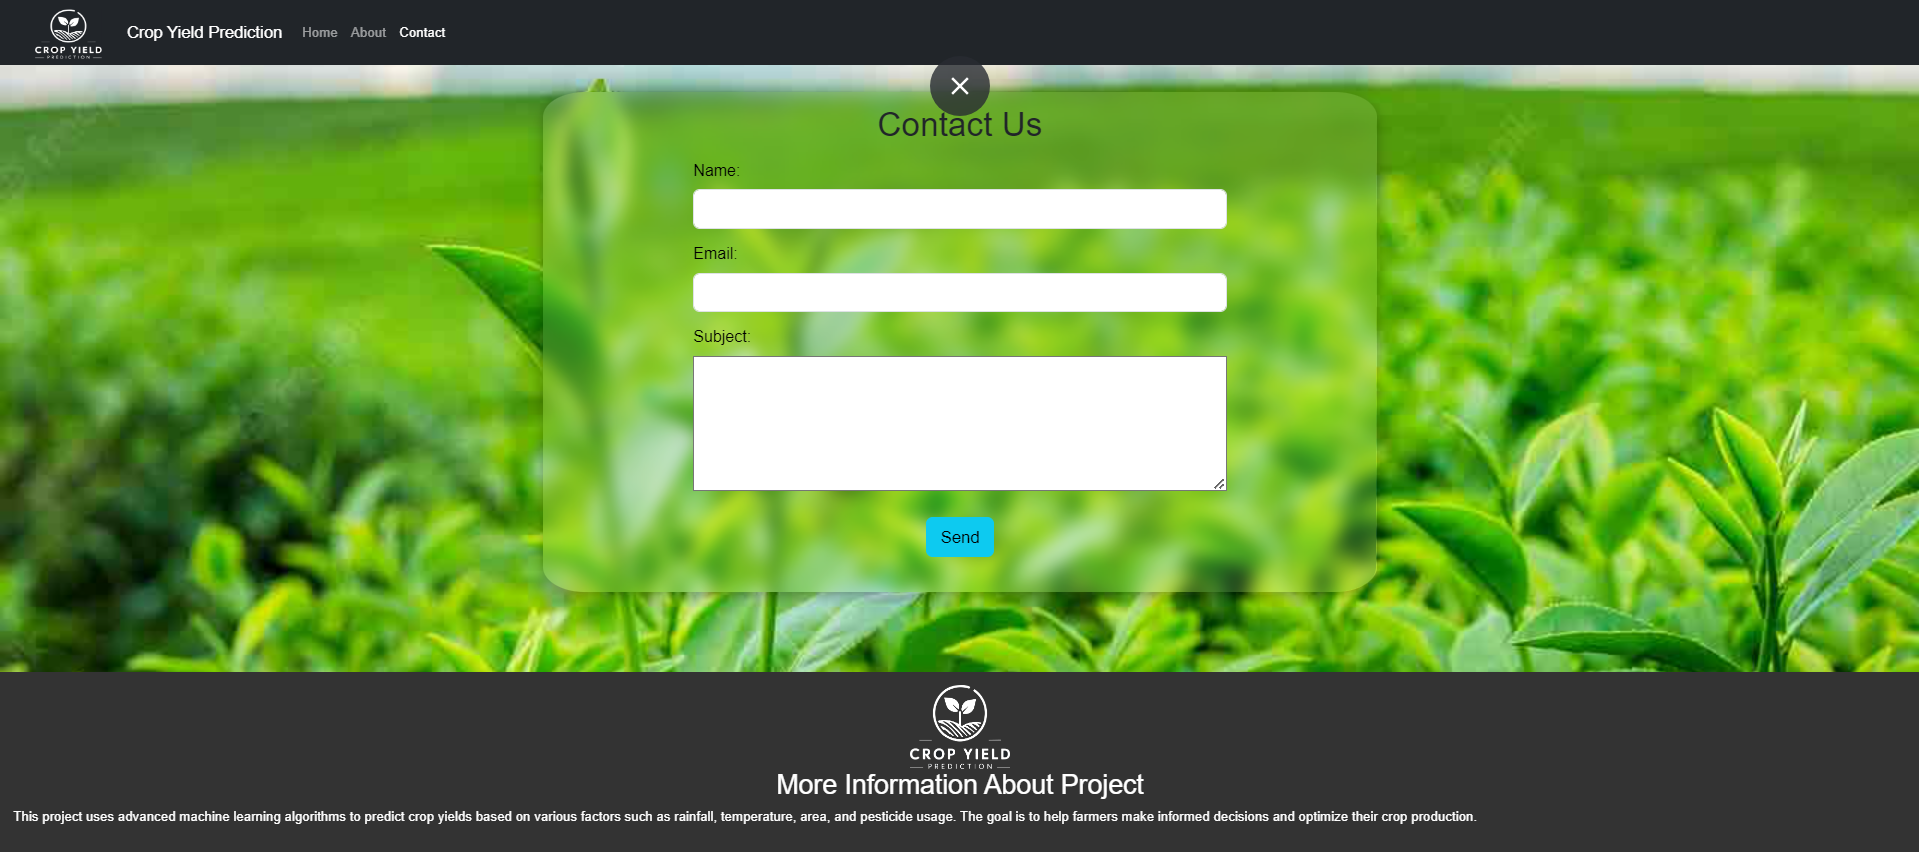 CROP YIELD
PREDICTION
Crop Yield Prediction Home About Contact
Contact Us
Name:
Email:
Subject:
Send
CROP YIELD
PREDICTION
More Information About Project
This project uses advanced machine learning algorithms to predict crop yields based on various factors such as rainfall, temperature, area, and pesticide usage. The goal is to help farmers make informed decisions and optimize their crop production.